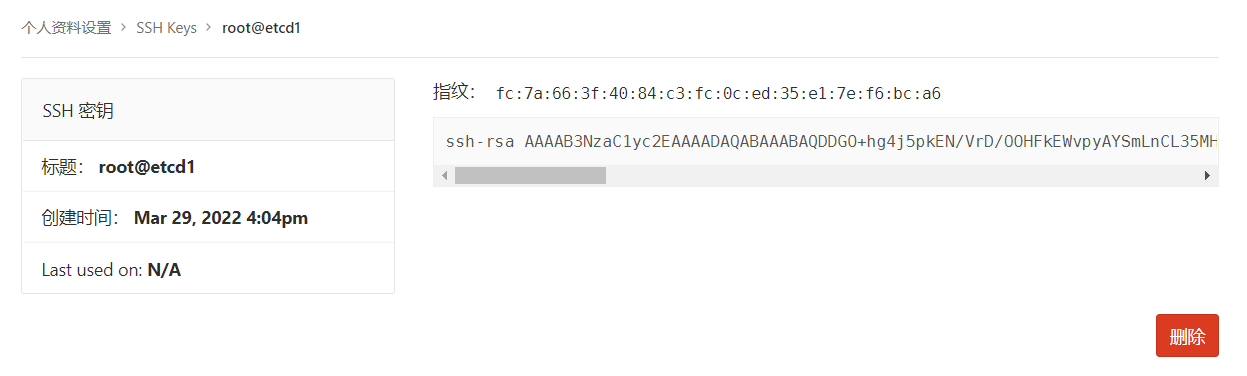 个人资料设置 › SSH Keys › root@etcd1
SSH 密钥
标题： root@etcd1
创建时间： Mar 29, 2022 4:04pm
Last used on: N/A
指纹： fc:7a:66:3f:40:84:c3:fc:0c:ed:35:e1:7e:f6:bc:a6
ssh-rsa AAAAB3NzaC1yc2EAAAADAQABAAABAQDDGO+hg4j5pkEN/VrD/OOHFkEWvpyAYSmLnCL35MH
删除